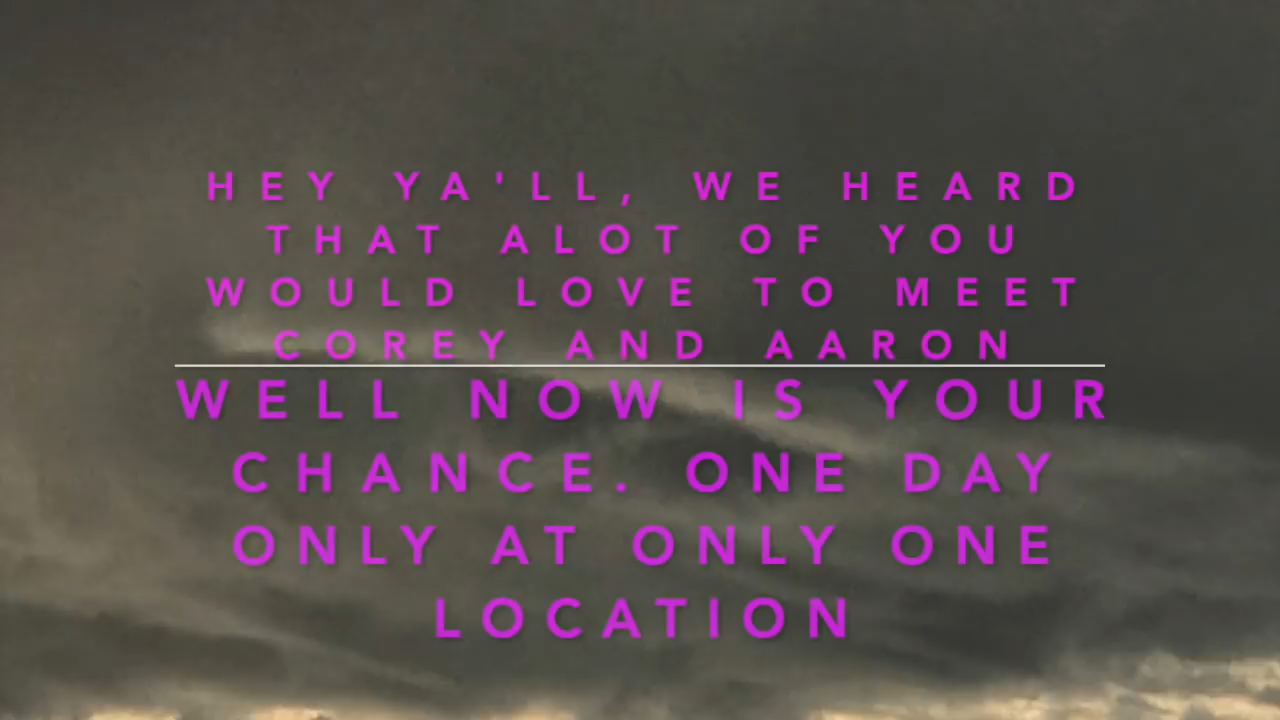 HEY YA'LL, WE HEARD
THAT ALOT OF YOU
WOULD LOVE TO MEET
COREY AND AARON
WELL NOW IS YOUR
CHANCE. ONE DAY
ONLY AT ONLY ONE
LOCATION